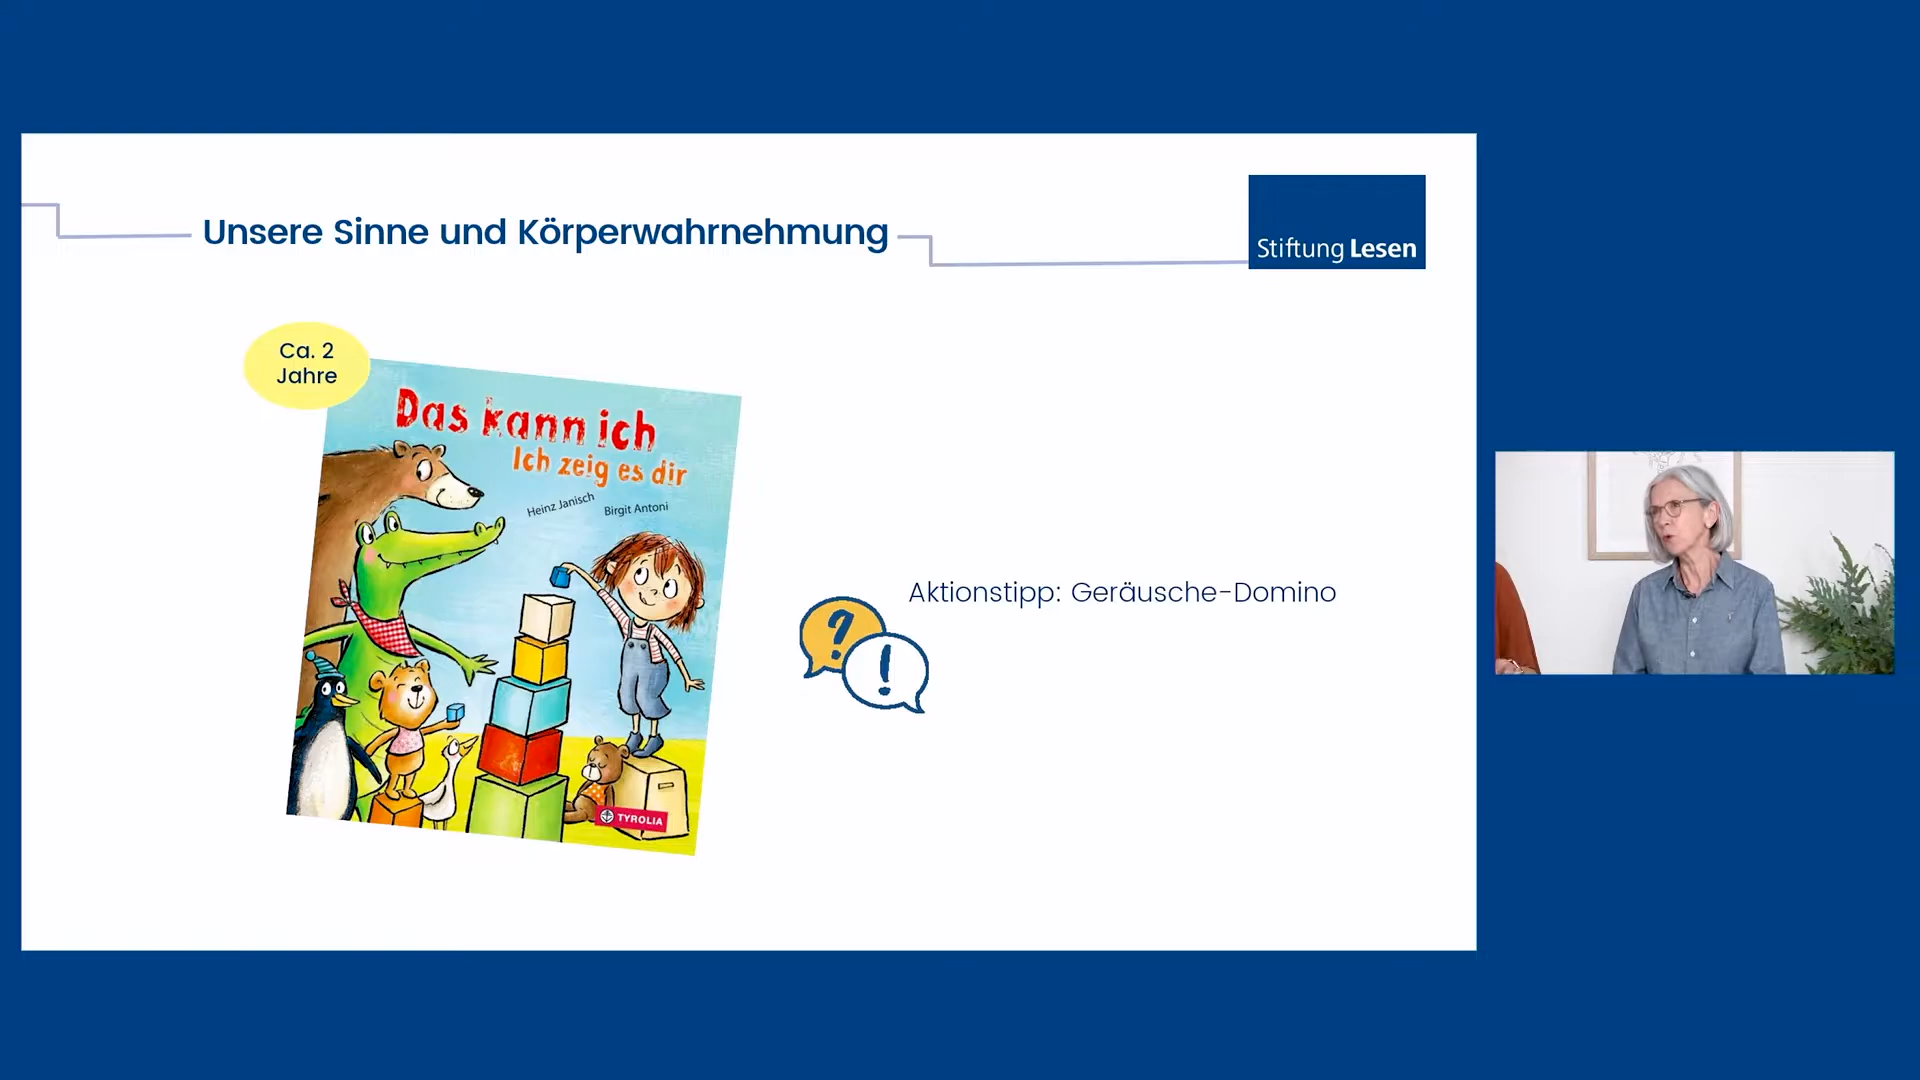 Unsere Sinne und Körperwahrnehmung
Stiftung Lesen
Ca. 2
Jahre
Das kann ich
Ich zeig es dir
Heinz Janisch
Birgit Antoni
TYROLIA
Aktionstipp: Geräusche-Domino
?
!